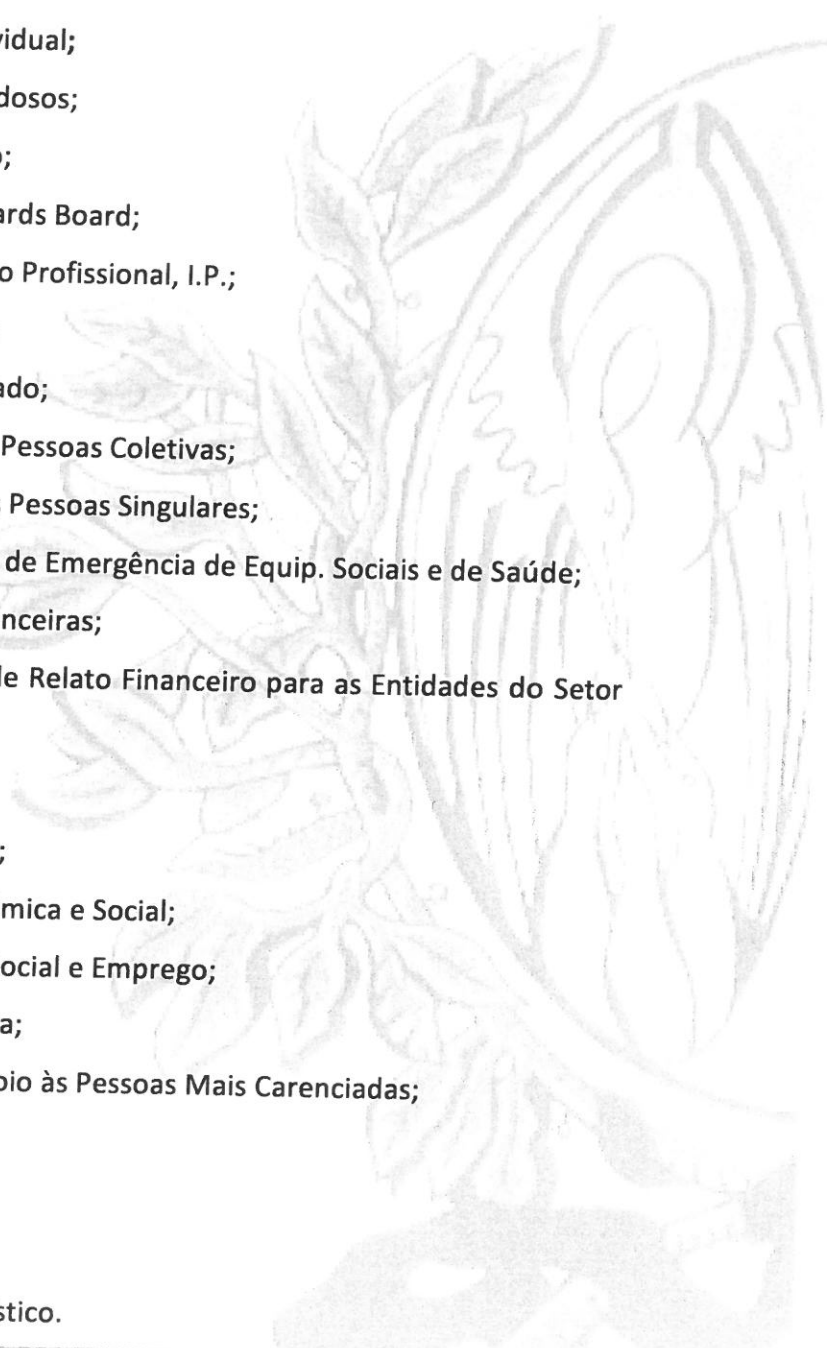 vidual;
dosos;
o;
ards Board;
o Profissional, I.P.;
;
ado;
Pessoas Coletivas;
s Pessoas Singulares;
de Emergência de Equip. Sociais e de Saúde;
nceiras;
de Relato Financeiro para as Entidades do Setor
;
mica e Social;
ocial e Emprego;
a;
oio às Pessoas Mais Carenciadas;
stico.